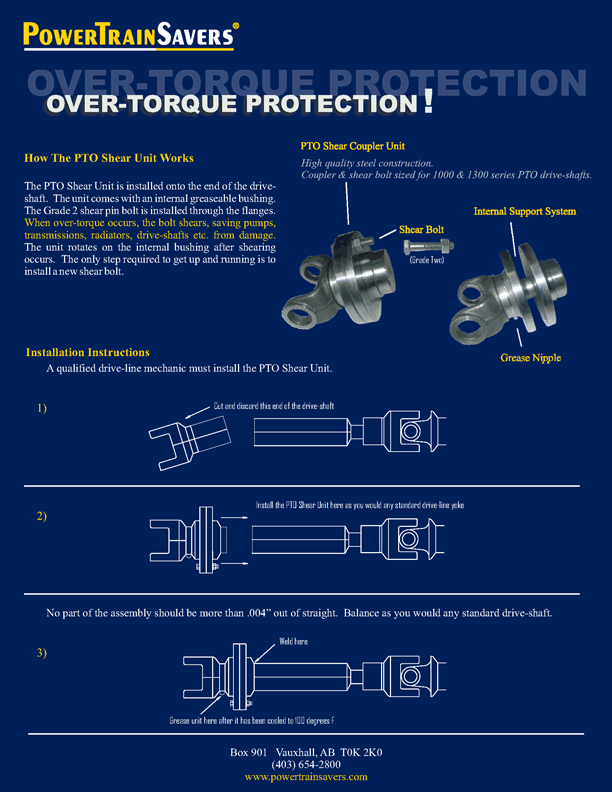 PowerTrainSavers®
OVER-TORQUE PROTECTION
OVER-TORQUE PROTECTION !
How The PTO Shear Unit Works
The PTO Shear Unit is installed onto the end of the drive-
shaft. The unit comes with an internal greaseable bushing.
The Grade 2 shear pin bolt is installed through the flanges.
When over-torque occurs, the bolt shears, saving pumps,
transmissions, radiators, drive-shafts etc. from damage.
The unit rotates on the internal bushing after shearing
occurs. The only step required to get up and running is to
install a new shear bolt.
PTO Shear Coupler Unit
High quality steel construction.
Coupler & shear bolt sized for 1000 & 1300 series PTO drive-shafts.
Internal Support System
Shear Bolt
(Grade Two)
Grease Nipple
Installation Instructions
A qualified drive-line mechanic must install the PTO Shear Unit.
1)
Cut and discard this end of the drive-shaft
2)
Install the PTO Shear Unit here as you would any standard drive-line yoke
No part of the assembly should be more than .004” out of straight. Balance as you would any standard drive-shaft.
3)
Weld here
Grease unit here after it has been cooled to 100 degrees F
Box 901 Vauxhall, AB T0K 2K0
(403) 654-2800
www.powertrainsavers.com